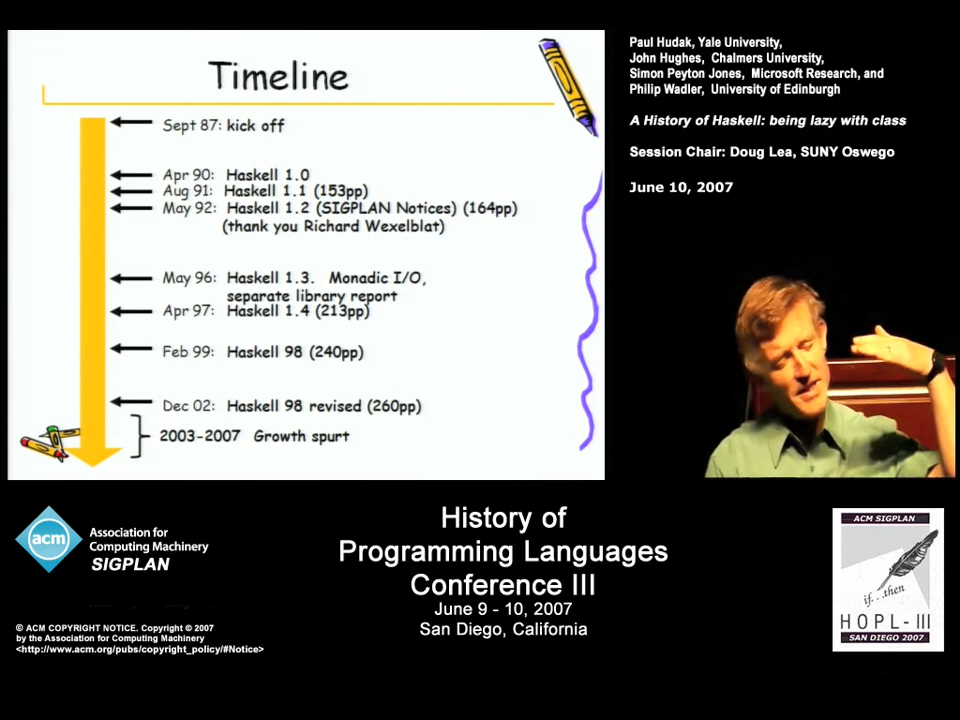 Timeline
Sept 87: kick off
Apr 90: Haskell 1.0
Aug 91: Haskell 1.1 (153pp)
May 92: Haskell 1.2 (SIGPLAN Notices) (164pp)
(thank you Richard Wexelblat)
May 96: Haskell 1.3. Monadic I/O,
separate library report
Apr 97: Haskell 1.4 (213pp)
Feb 99: Haskell 98 (240pp)
Dec 02: Haskell 98 revised (260pp)
2003-2007 Growth spurt
Paul Hudak, Yale University,
John Hughes, Chalmers University,
Simon Peyton Jones, Microsoft Research, and
Philip Wadler, University of Edinburgh
A History of Haskell: being lazy with class
Session Chair: Doug Lea, SUNY Oswego
June 10, 2007
acm
Association for
Computing Machinery
SIGPLAN
© ACM COPYRIGHT NOTICE. Copyright © 2007
by the Association for Computing Machinery
<http://www.acm.org/pubs/copyright_policy/#Notice>
History of
Programming Languages
Conference III
June 9 - 10, 2007
San Diego, California
ACM SIGPLAN
if...then
HOPL-III
SAN DIEGO 2007